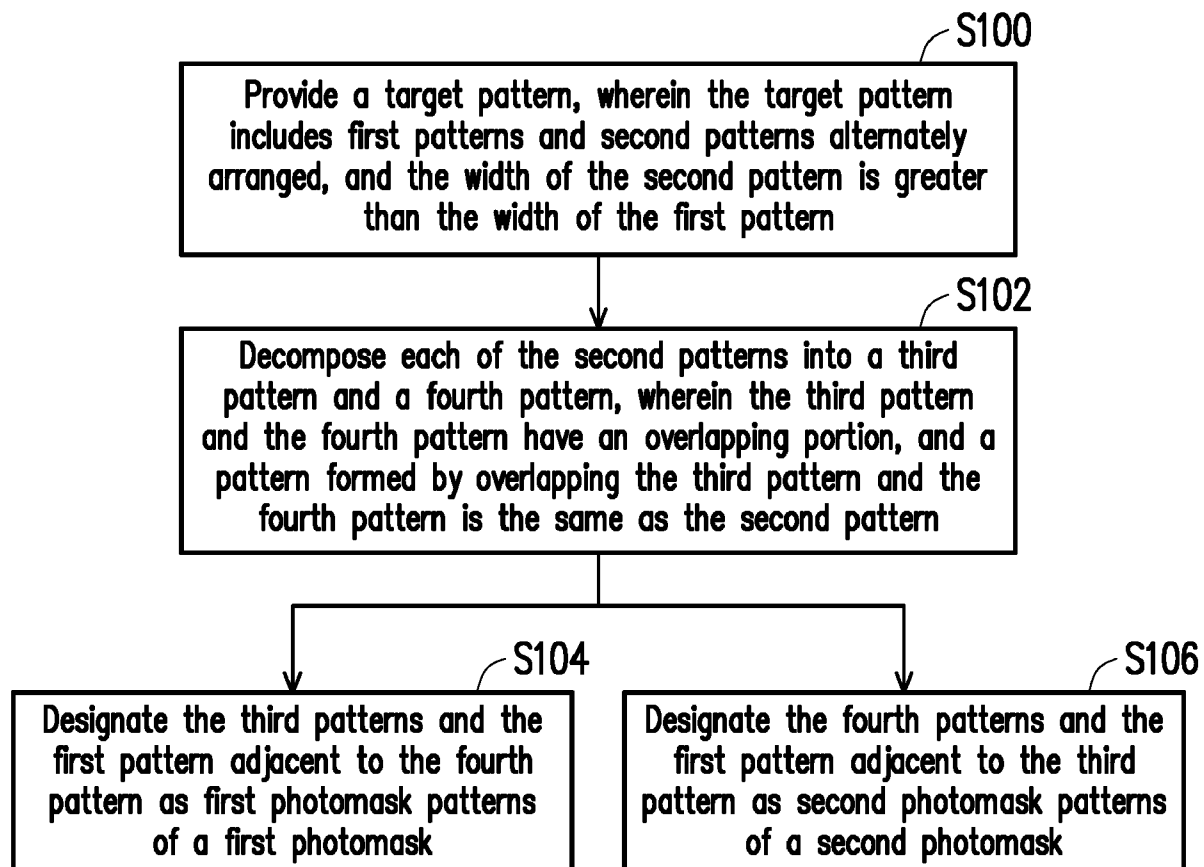 S100
Provide a target pattern, wherein the target pattern
includes first patterns and second patterns alternately
arranged, and the width of the second pattern is greater
than the width of the first pattern
S102
Decompose each of the second patterns into a third
pattern and a fourth pattern, wherein the third pattern
and the fourth pattern have an overlapping portion, and a
pattern formed by overlapping the third pattern and the
fourth pattern is the same as the second pattern
S104
Designate the third patterns and the
first pattern adjacent to the fourth
pattern as first photomask patterns
of a first photomask
S106
Designate the fourth patterns and the
first pattern adjacent to the third
pattern as second photomask patterns
of a second photomask